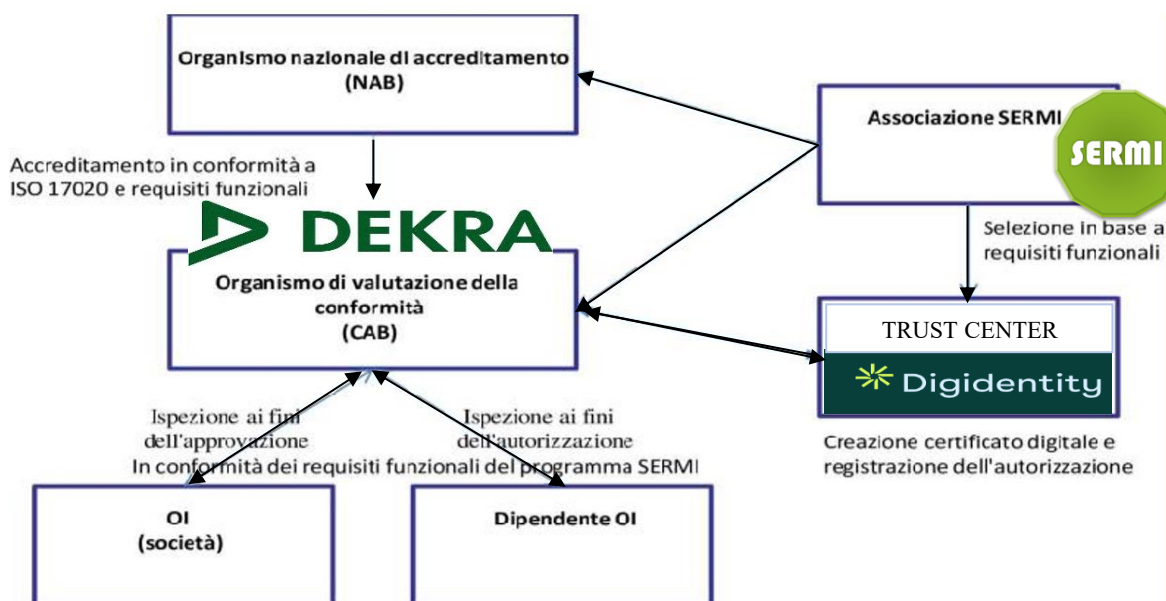 Organismo nazionale di accreditamento
(NAB)
Associazione SERMI
SERMI
Accreditamento in conformità a
ISO 17020 e requisiti funzionali
DEKRA
Selezione in base a
requisiti funzionali
Organismo di valutazione della
conformità
(CAB)
TRUST CENTER
Digidentity
Ispezione ai fini
dell'approvazione
Ispezione ai fini
dell'autorizzazione
In conformità dei requisiti funzionali del programma SERMI
Creazione certificato digitale e
registrazione dell'autorizzazione
OI
(società)
Dipendente OI